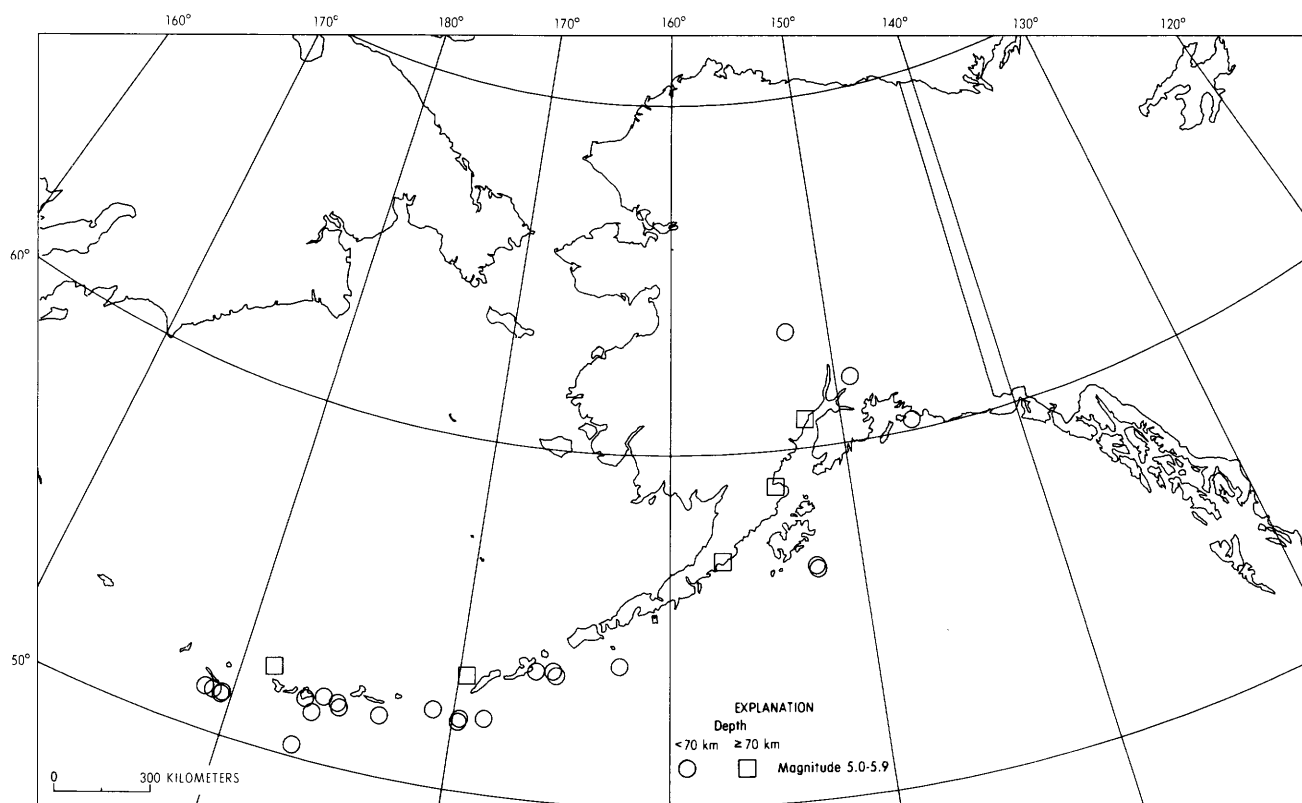 160° 170° 180° 170° 160° 150° 140° 130° 120°
60°
50°
EXPLANATION
Depth
<70 km ≥70 km
Magnitude 5.0-5.9
0 300 KILOMETERS